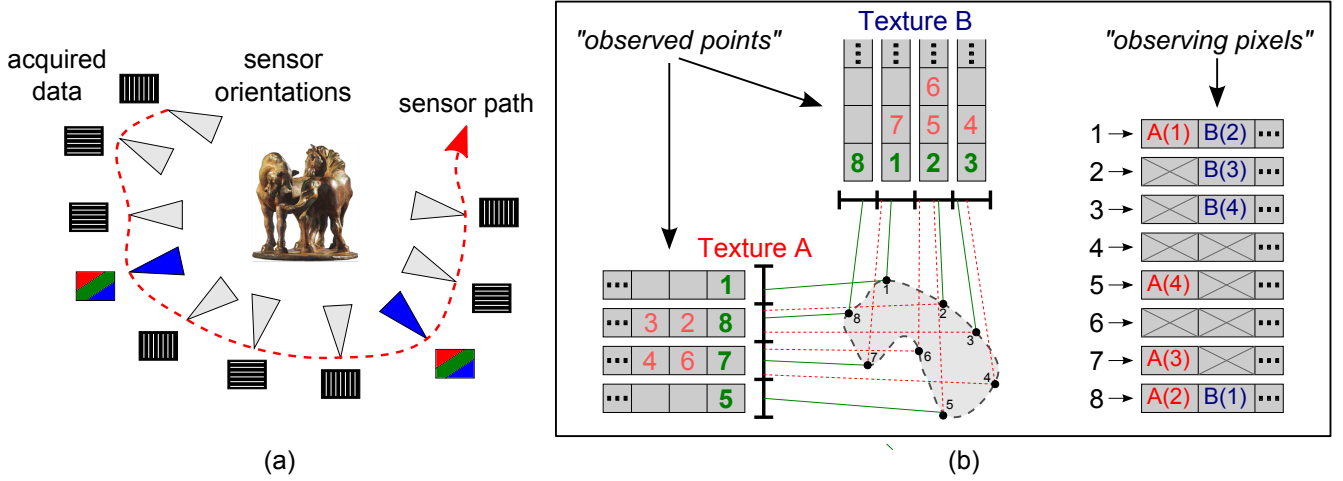 acquired
data
sensor
orientations
sensor path
(a)
"observed points"
Texture B
"observing pixels"
6
7 5 4
8 1 2 3
Texture A
... 1
... 3 2 8
... 4 6 7
... 5
1
2
3
4
5
6
7
8
1 A(1) B(2) ...
2 B(3) ...
3 B(4) ...
4 ...
5 A(4) ...
6 ...
7 A(3) ...
8 A(2) B(1) ...
(b)